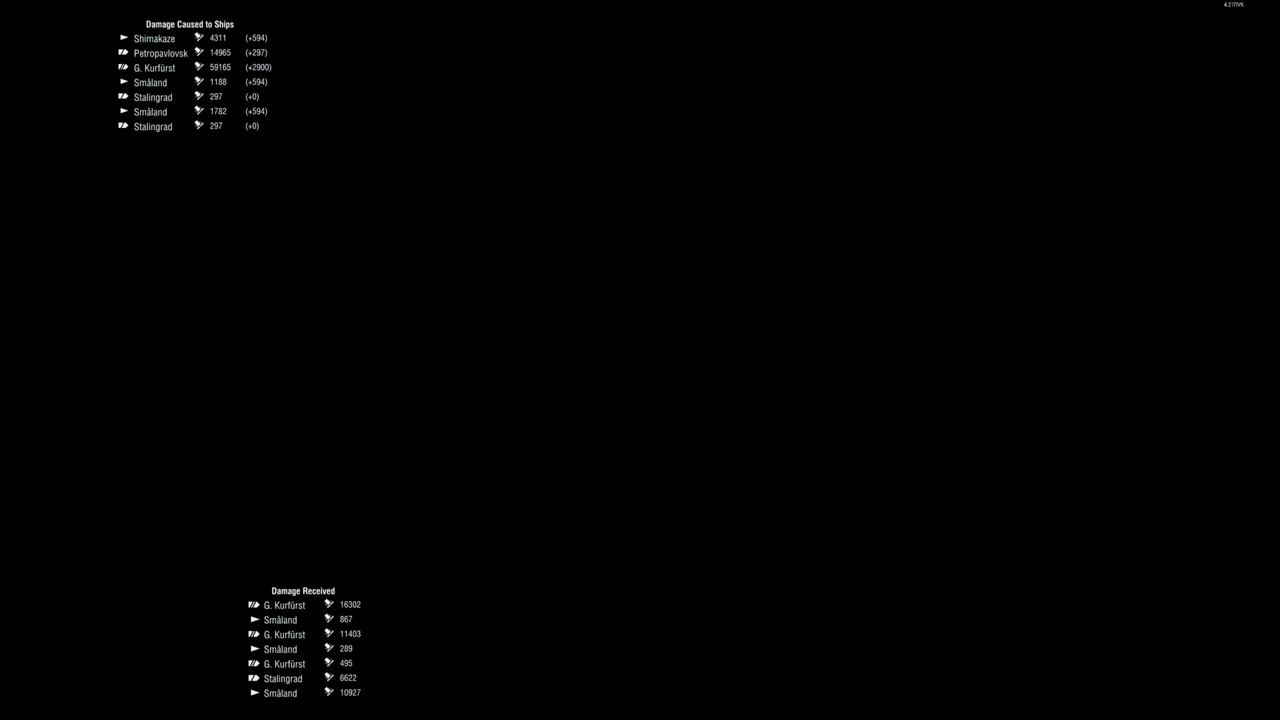 4.27ПУК
Damage Caused to Ships
Shimakaze 4311 (+594)
Petropavlovsk 14965 (+297)
G. Kurfürst 59165 (+2900)
Småland 1188 (+594)
Stalingrad 297 (+0)
Småland 1782 (+594)
Stalingrad 297 (+0)
Damage Received
G. Kurfürst 16302
Småland 867
G. Kurfürst 11403
Småland 289
G. Kurfürst 495
Stalingrad 6622
Småland 10927